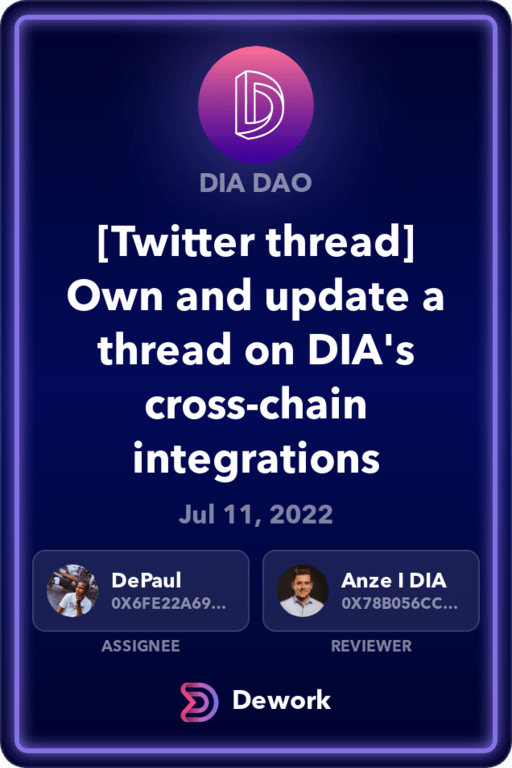 DIA DAO
[Twitter thread]
Own and update a
thread on DIA's
cross-chain
integrations
Jul 11, 2022
DePaul
0X6FE22A69...
ASSIGNEE
Anze I DIA
0X78B056CC...
REVIEWER
Dework